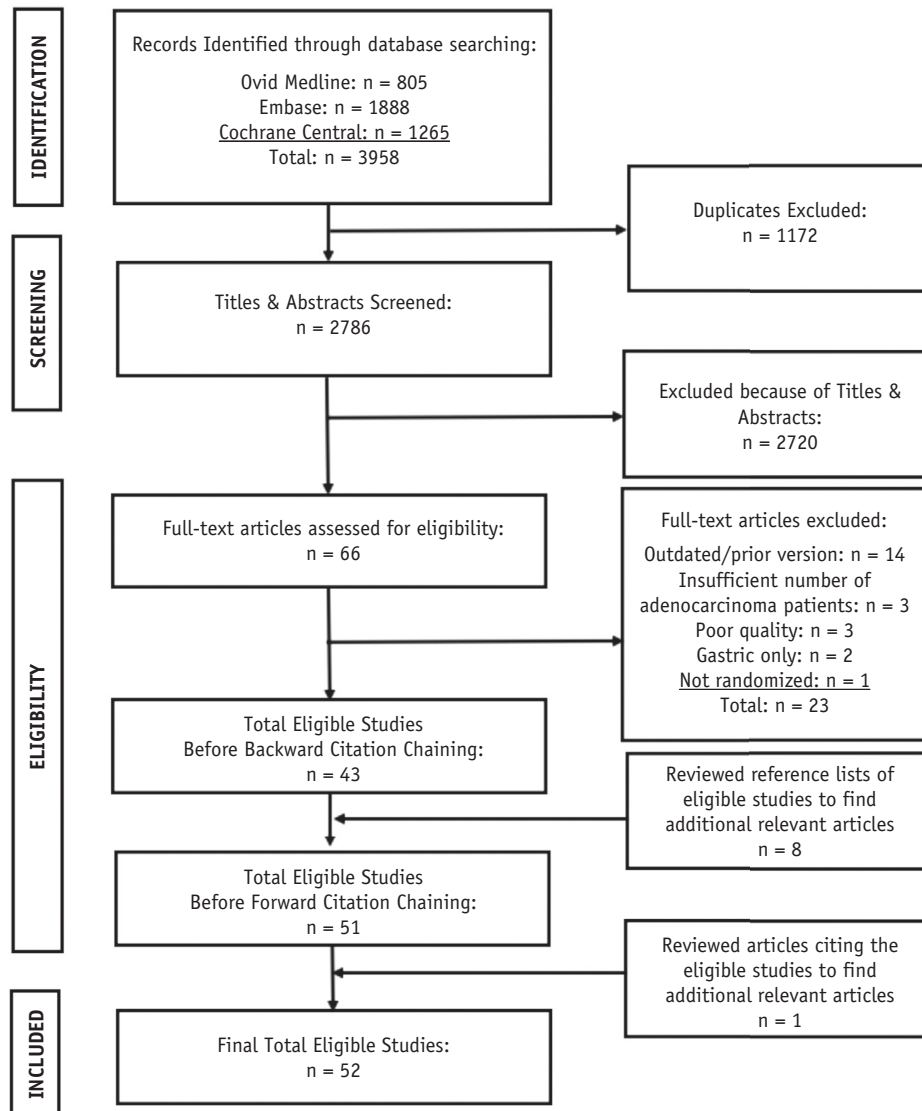 IDENTIFICATION
Records Identified through database searching:
Ovid Medline: n = 805
Embase: n = 1888
Cochrane Central: n = 1265
Total: n = 3958
Duplicates Excluded:
n = 1172
SCREENING
Titles & Abstracts Screened:
n = 2786
Excluded because of Titles &
Abstracts:
n = 2720
ELIGIBILITY
Full-text articles assessed for eligibility:
n = 66
Full-text articles excluded:
Outdated/prior version: n = 14
Insufficient number of
adenocarcinoma patients: n = 3
Poor quality: n = 3
Gastric only: n = 2
Not randomized: n = 1
Total: n = 23
Total Eligible Studies
Before Backward Citation Chaining:
n = 43
Reviewed reference lists of
eligible studies to find
additional relevant articles
n = 8
Total Eligible Studies
Before Forward Citation Chaining:
n = 51
Reviewed articles citing the
eligible studies to find
additional relevant articles
n = 1
INCLUDED
Final Total Eligible Studies:
n = 52